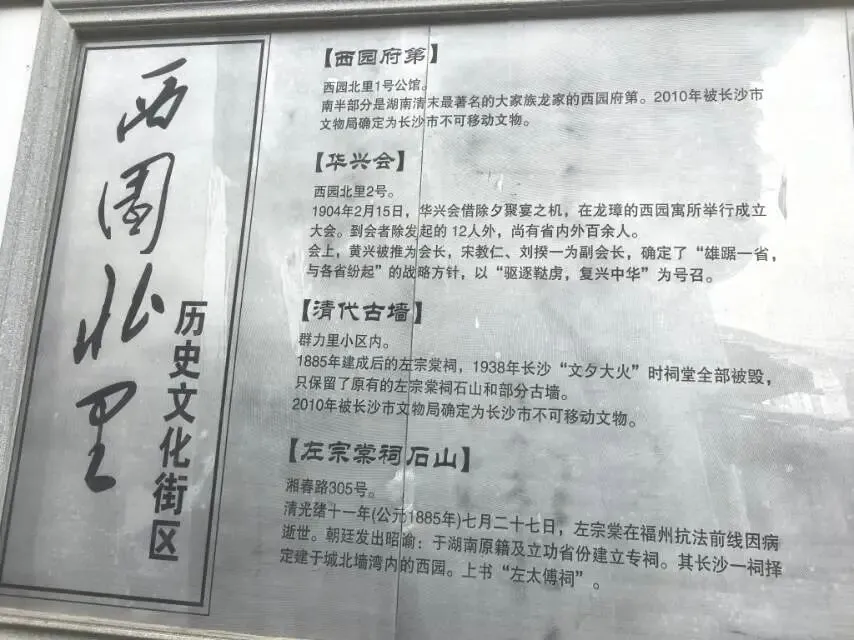 西园北里
历史文化街区
【西园府第】
西园北里1号公馆。
南半部分是湖南清末最著名的大家族龙家的西园府第。2010年被长沙市
文物局确定为长沙市不可移动文物。
【华兴会】
西园北里2号。
1904年2月15日，华兴会借除夕聚宴之机，在龙璋的西园寓所举行成立
大会。到会者除发起的 12人外，尚有省内外百余人。
会上，黄兴被推为会长，宋教仁、刘揆一为副会长，确定了“雄踞一省，
与各省纷起”的战略方针，以“驱逐鞑虏，复兴中华”为号召。
【清代古墙】
群力里小区内。
1885年建成后的左宗棠祠，1938年长沙“文夕大火”时祠堂全部被毁，
只保留了原有的左宗棠祠石山和部分古墙。
2010年被长沙市文物局确定为长沙市不可移动文物。
【左宗棠祠石山】
湘春路305号。
清光绪十一年(公元1885年)七月二十七日，左宗棠在福州抗法前线因病
逝世。朝廷发出昭谕：于湖南原籍及立功省份建立专祠。其长沙一祠择
定建于城北墙湾内的西园。上书“左太傅祠”。